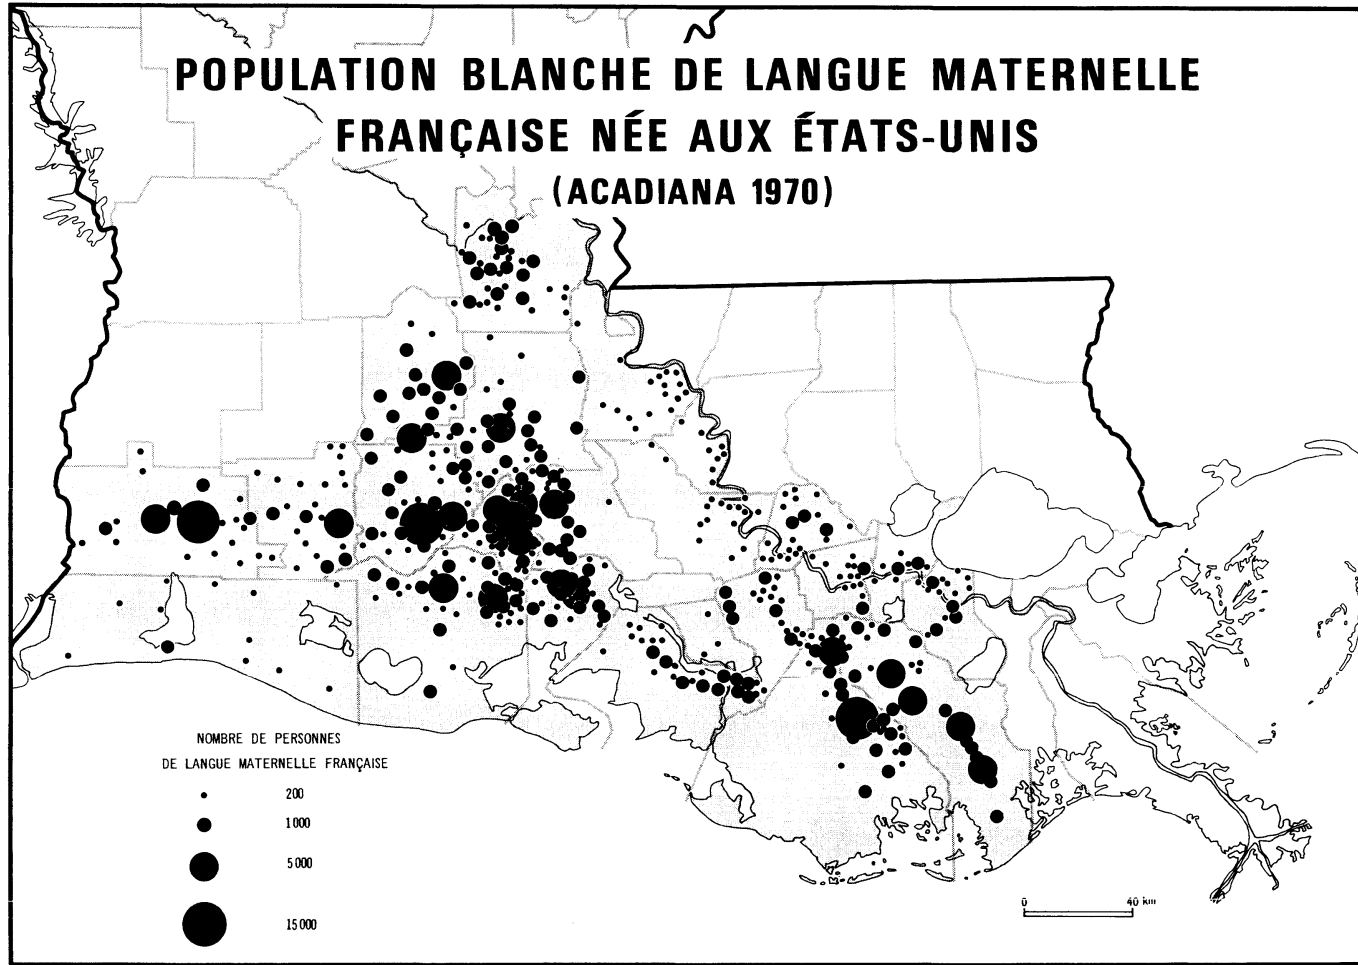 POPULATION BLANCHE DE LANGUE MATERNELLE
FRANÇAISE NÉE AUX ÉTATS-UNIS
(ACADIANA 1970)
NOMBRE DE PERSONNES
DE LANGUE MATERNELLE FRANÇAISE
200
1000
5000
15000
0 40 km